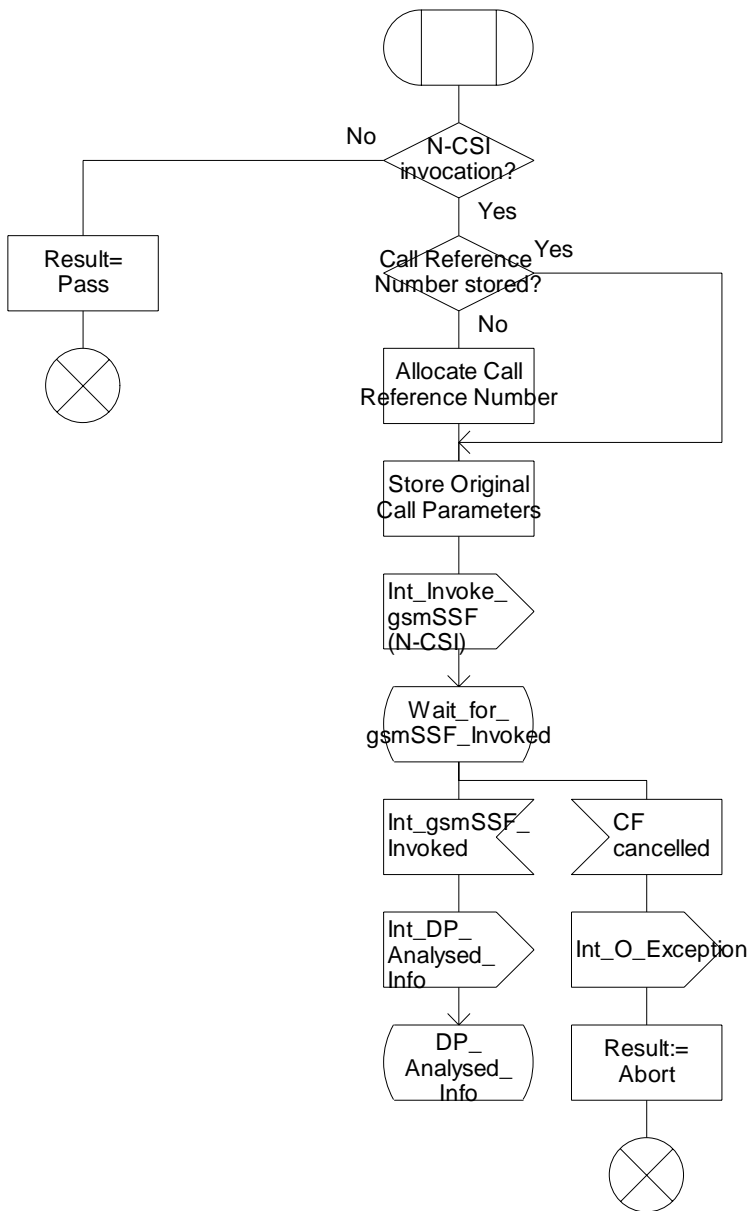 No
N-CSI
invocation?
Yes
Result=
Pass
Call Reference
Number stored?
Yes
No
Allocate Call
Reference Number
Store Original
Call Parameters
Int_Invoke_
gsmSSF
(N-CSI)
Wait_for_
gsmSSF_Invoked
Int_gsmSSF_
Invoked
CF
cancelled
Int_DP_
Analysed_
Info
Int_O_Exception
DP_
Analysed_
Info
Result:=
Abort